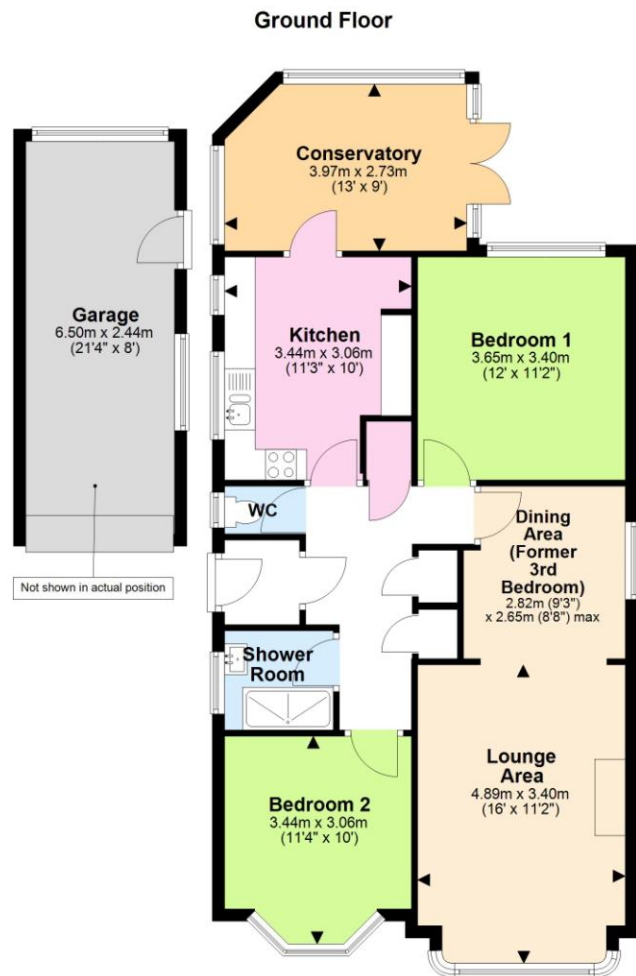 Ground Floor
Conservatory
3.97m x 2.73m
(13' x 9')
Garage
6.50m x 2.44m
(21'4" x 8')
Kitchen
3.44m x 3.06m
(11'3" x 10')
Bedroom 1
3.65m x 3.40m
(12' x 11'2")
WC
Dining
Area
(Former
3rd
Bedroom)
2.82m (9'3")
x 2.65m (8'8") max
Not shown in actual position
Shower
Room
Lounge
Area
4.89m x 3.40m
(16' x 11'2")
Bedroom 2
3.44m x 3.06m
(11'4" x 10')